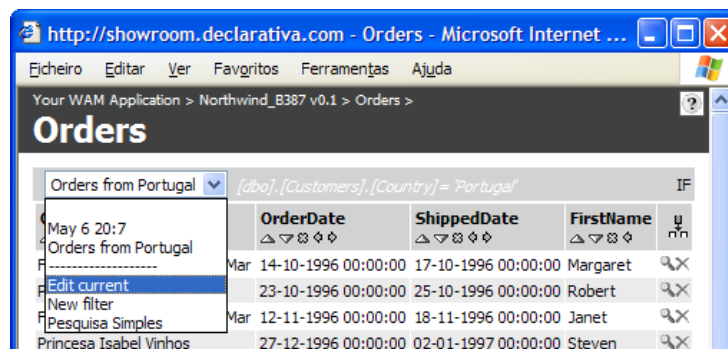 http://showroom.declarativa.com - Orders - Microsoft Internet ...
Ficheiro Editar Ver Favoritos Ferramentas Ajuda
Your WAM Application > Northwind_B387 v0.1 > Orders >
?
Orders
Orders from Portugal [dbo].[Customers].[Country]= 'Portugal' IF
OrderDate ShippedDate FirstName
May 6 20:7
Orders from Portugal
-------------------
Mar 14-10-1996 00:00:00 17-10-1996 00:00:00 Margaret
Edit current 23-10-1996 00:00:00 25-10-1996 00:00:00 Robert
New filter
Pesquisa Simples Mar 12-11-1996 00:00:00 18-11-1996 00:00:00 Janet
Princesa Isabel Vinhos 27-12-1996 00:00:00 02-01-1997 00:00:00 Steven